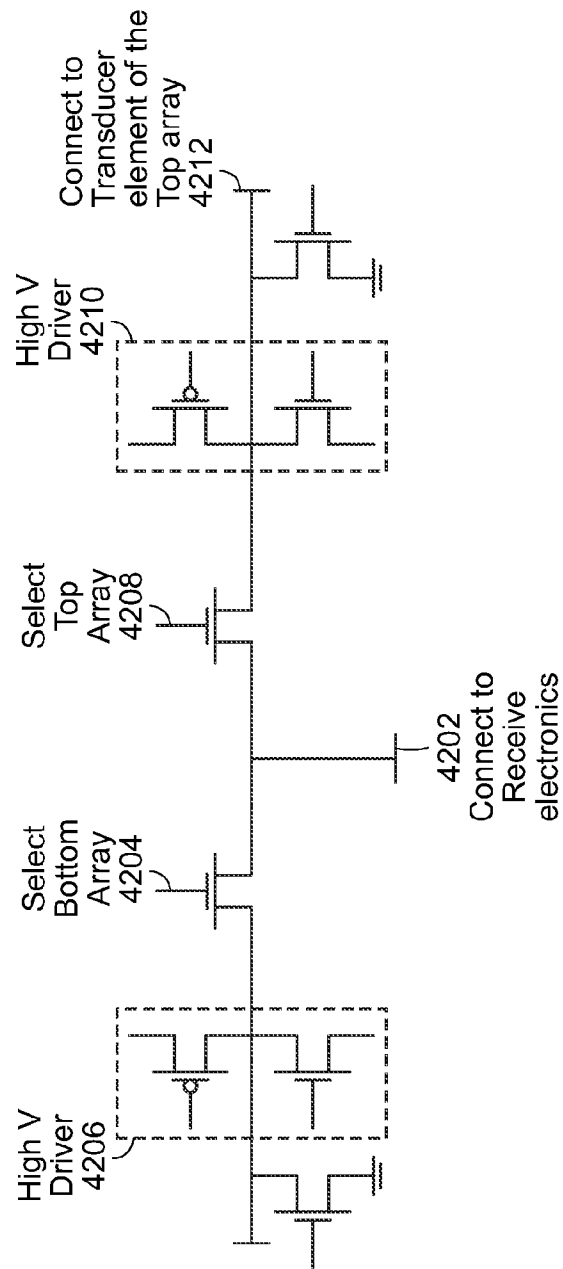 High V
Driver
4206
Select
Bottom
Array
4204
4202
Connect to
Receive
electronics
Select
Top
Array
4208
High V
Driver
4210
Connect to
Transducer
element of the
Top array
4212